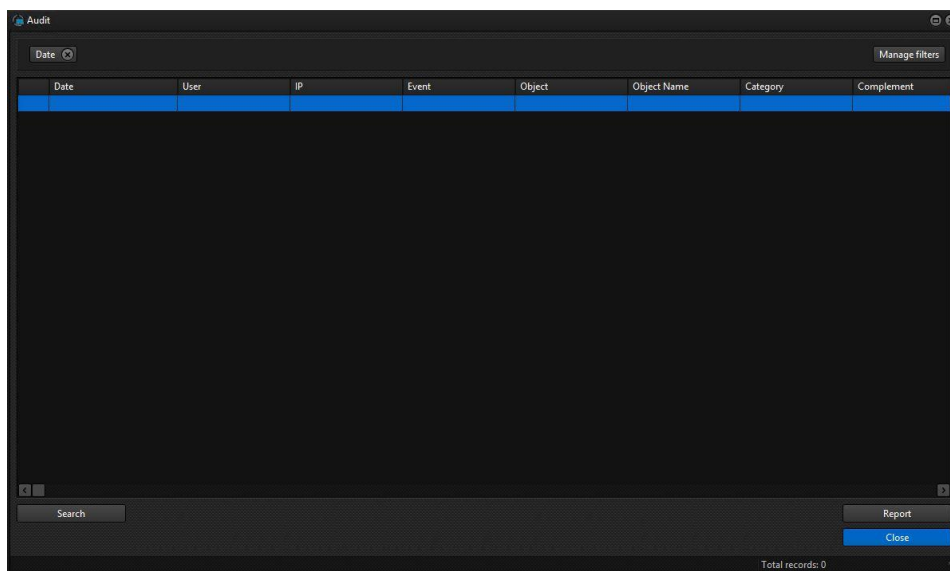 Audit
Date
Manage filters
Date User IP Event Object Object Name Category Complement
Search
Report
Close
Total records: 0